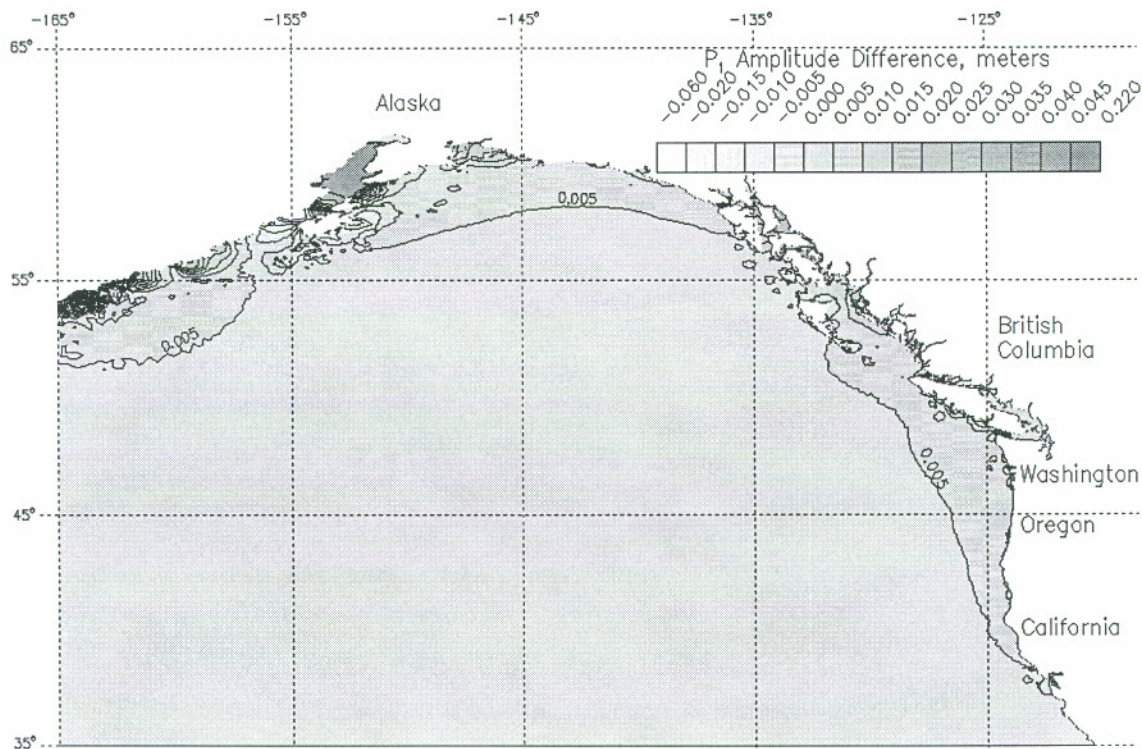 -165° -155° -145° -135° -125°
65°
P₁ Amplitude Difference, meters
-0.060 -0.020 -0.015 -0.010 -0.005 0.000 0.005 0.010 0.015 0.020 0.025 0.030 0.035 0.040 0.045 0.220
Alaska
0.005
55°
British
Columbia
0.005
0.005
Washington
45°
Oregon
California
35°